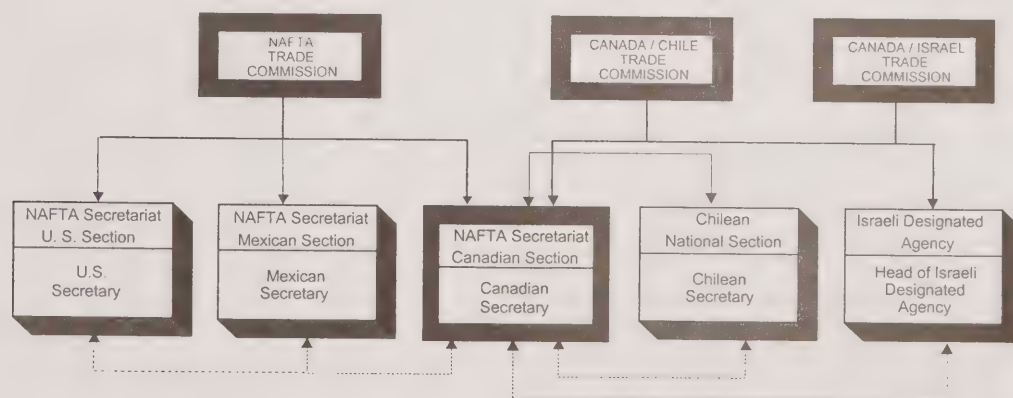 NAFTA
TRADE
COMMISSION
CANADA / CHILE
TRADE
COMMISSION
CANADA / ISRAEL
TRADE
COMMISSION
NAFTA Secretariat
U. S. Section
U.S.
Secretary
NAFTA Secretariat
Mexican Section
Mexican
Secretary
NAFTA Secretariat
Canadian Section
Canadian
Secretary
Chilean
National Section
Chilean
Secretary
Israeli Designated
Agency
Head of Israeli
Designated
Agency